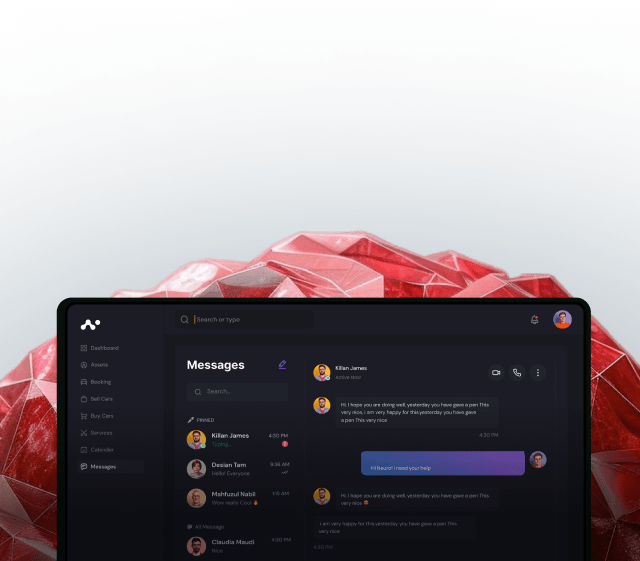 Search or type
Dashboard
Assets
Booking
Sell Cars
Buy Cars
Services
Calender
Messages
Messages
Search..
PINNED
Killan James
4:30 PM
Typing...
Desian Tam
9:36 AM
Hello! Everyone
Mahfuzul Nabil
1:15 AM
Wow really Cool 🔥
All Message
Claudia Maudi
4:30 PM
Nice
Killan James
Active Now
Hi, I hope you are doing well, yesterday you have gave a pen This
very nice, i am very happy for this.yesterday you have gave
a pen This very nice
4:30 PM
Hi keuro! I need your help
Hi, I hope you are doing well, yesterday you have gave a pen This
very nice
i am very happy for this yesterday you have gave a pen This
very nice
4:30 PM